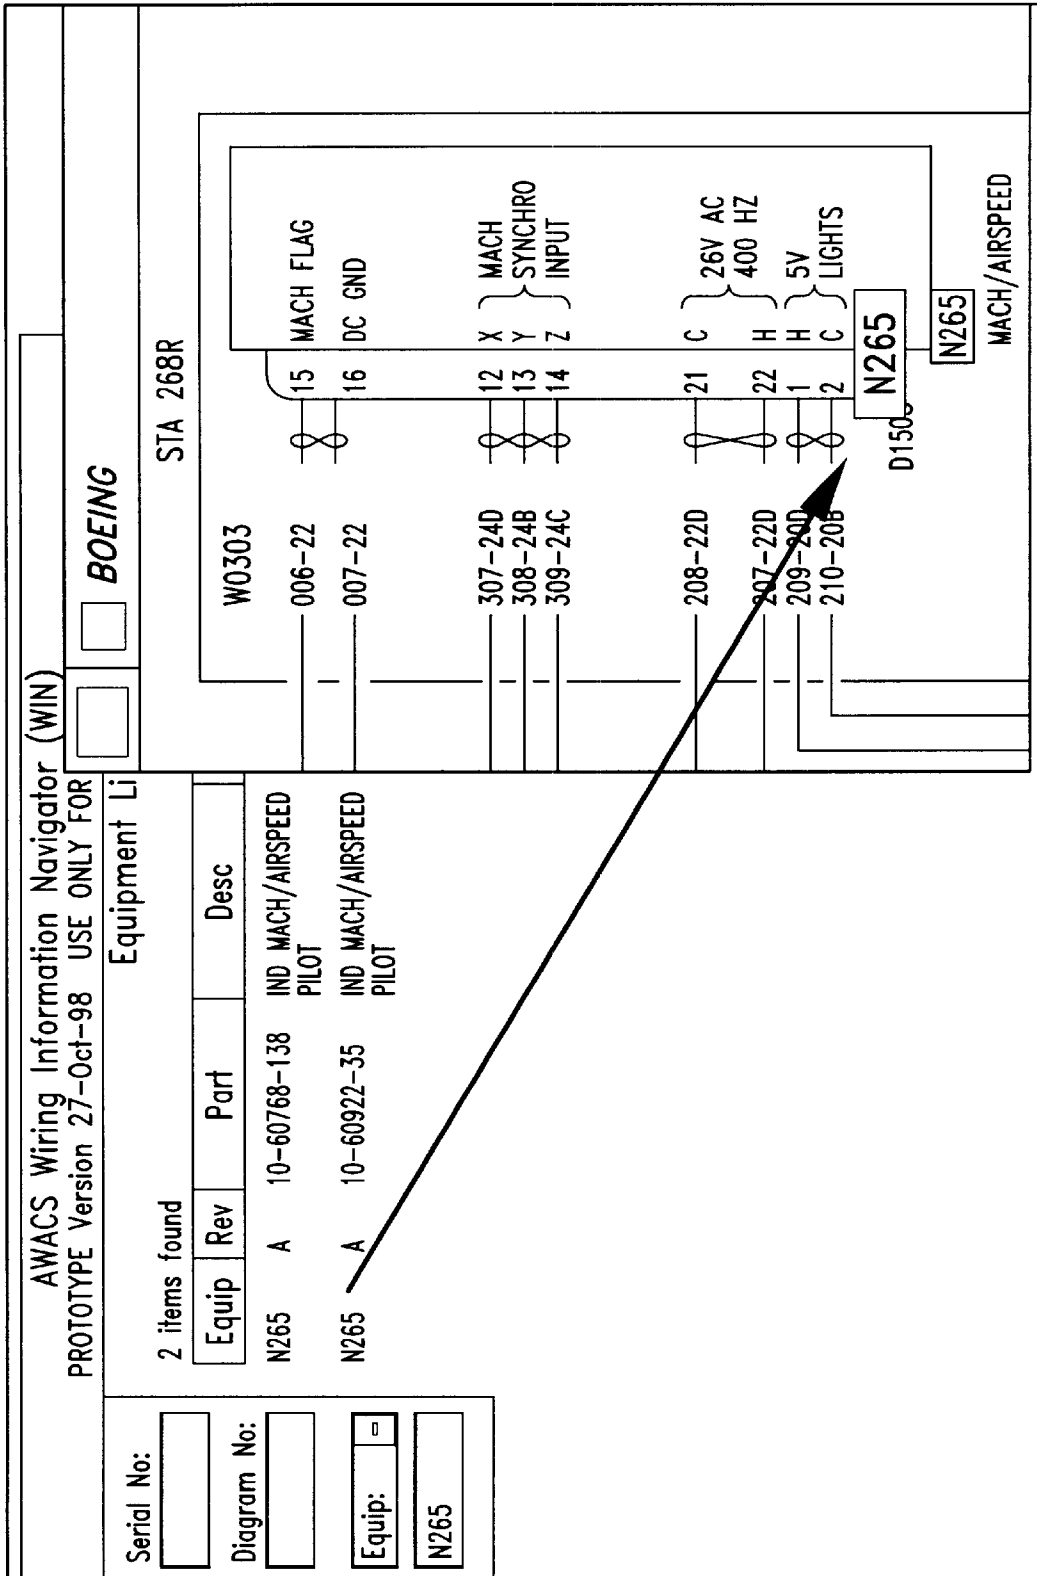 AWACS Wiring Information Navigator (WIN)
PROTOTYPE Version 27-Oct-98 USE ONLY FOR
Serial No:
Diagram No:
Equip:
N265
Equipment Li
2 items found
Equip Rev Part Desc
N265 A 10-60768-138 IND MACH/AIRSPEED
PILOT
N265 A 10-60922-35 IND MACH/AIRSPEED
PILOT
BOEING
STA 268R
W0303
006-22 15 MACH FLAG
007-22 16 DC GND
307-24D 12 X MACH
308-24B 13 Y SYNCHRO
309-24C 14 Z INPUT
208-22D 21 C 26V AC
400 HZ
207-22D 22 H
209-20D 1 H 5V
210-20B 2 C LIGHTS
N265
N265
MACH/AIRSPEED